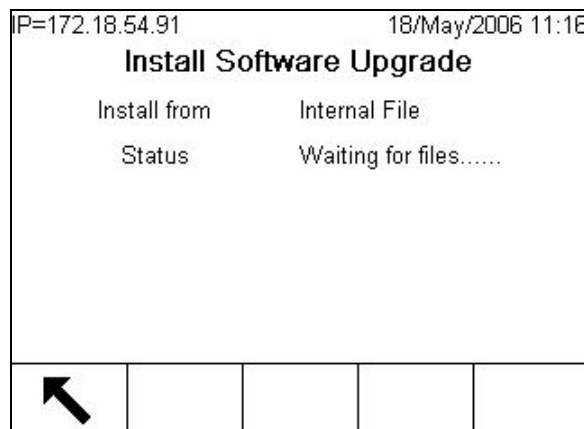 IP=172.18.54.91 18/May/2006 11:16
Install Software Upgrade
Install from Internal File
Status Waiting for files......